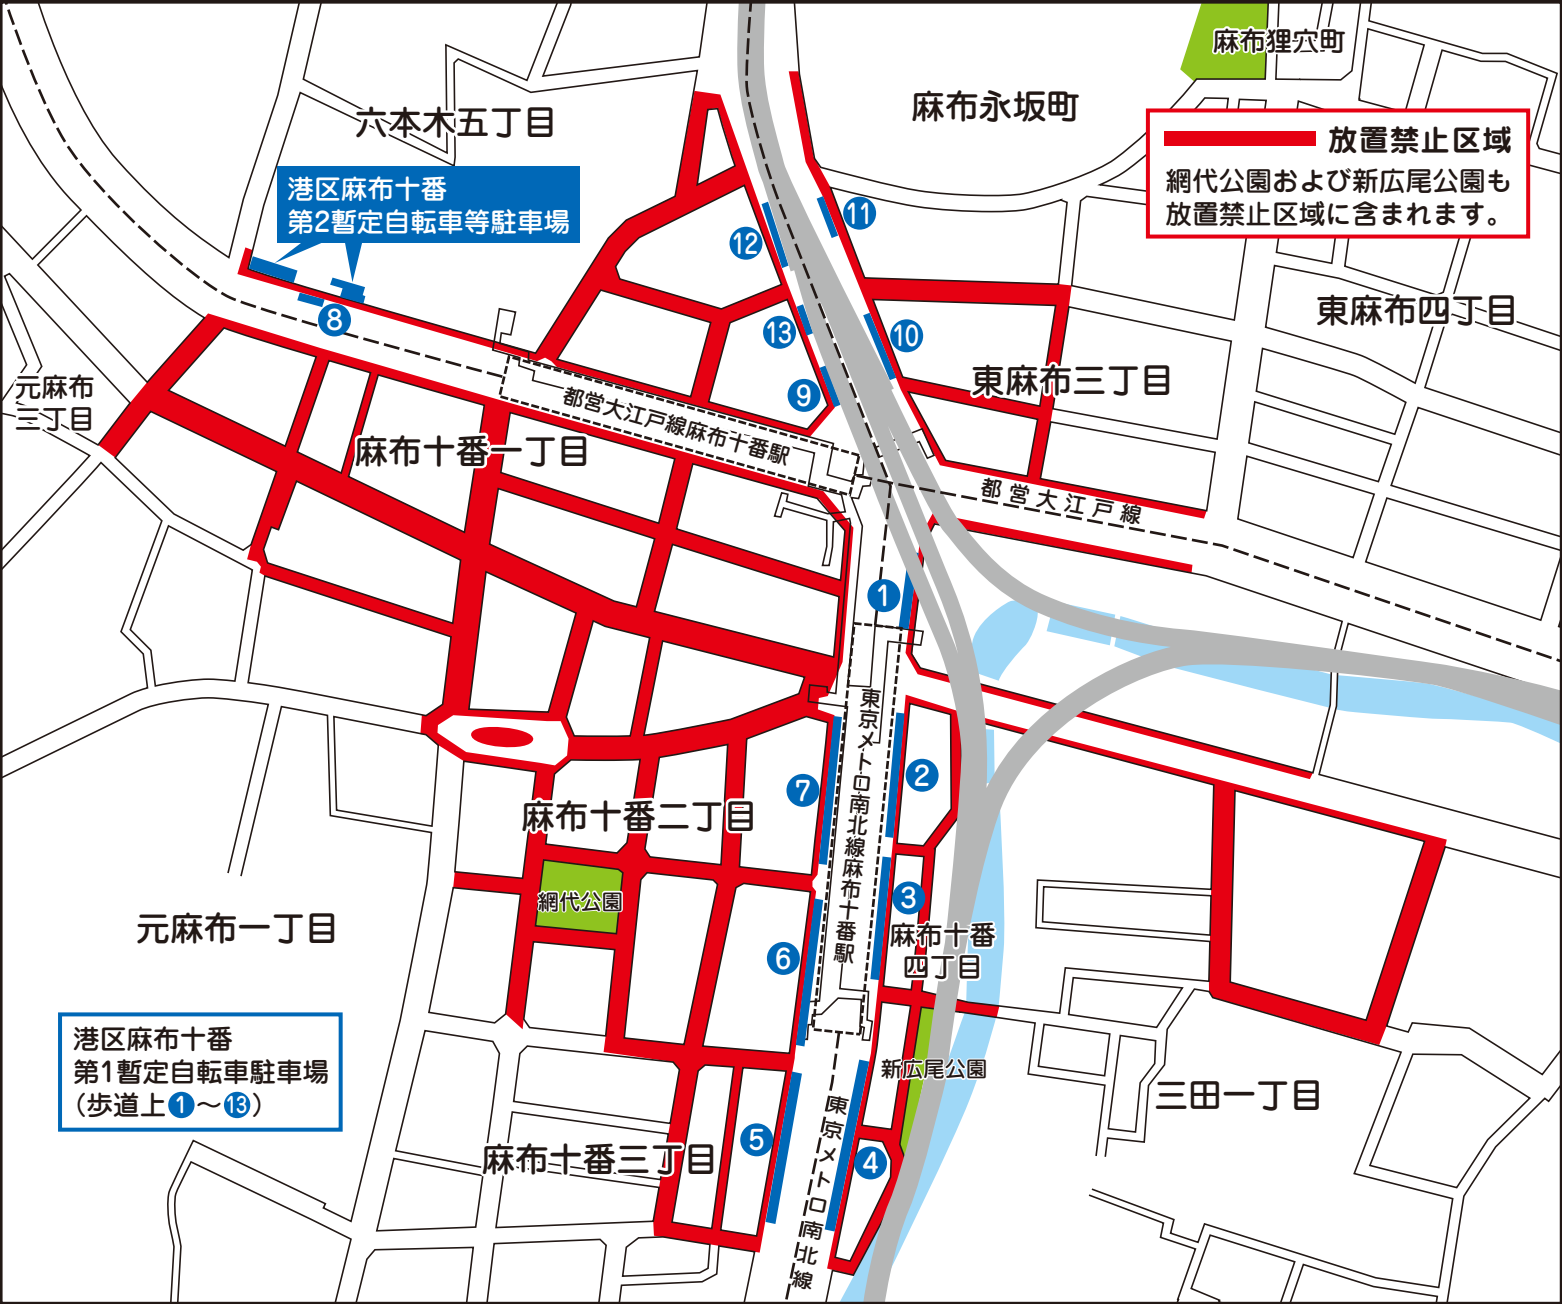 麻布狸穴町
麻布永坂町
六本木五丁目
放置禁止区域
網代公園および新広尾公園も
放置禁止区域に含まれます。
港区麻布十番
第2暫定自転車等駐車場
11
12
8
13
10
9
東麻布四丁目
東麻布三丁目
元麻布
三丁目
都営大江戸線麻布十番駅
麻布十番一丁目
都営大江戸線
1
東京メトロ南北線麻布十番駅
2
7
麻布十番二丁目
3
網代公園
元麻布一丁目
麻布十番
四丁目
6
港区麻布十番
第1暫定自転車駐車場
(歩道上1～13)
新広尾公園
三田一丁目
東京メトロ南北線
5
麻布十番三丁目
4